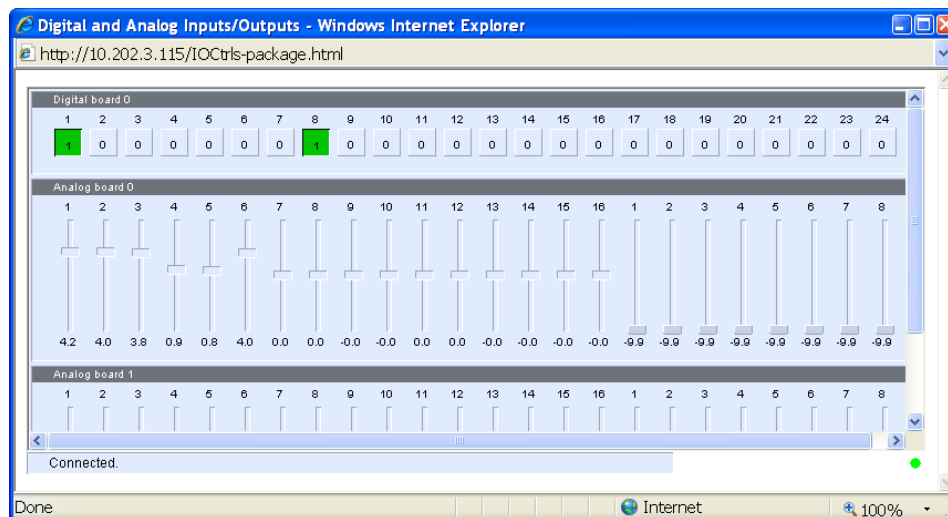 Digital and Analog Inputs/Outputs - Windows Internet Explorer
http://10.202.3.115/IOCtrls-package.html
Digital board 0
1 2 3 4 5 6 7 8 9 10 11 12 13 14 15 16 17 18 19 20 21 22 23 24
1 0 0 0 0 0 0 1 0 0 0 0 0 0 0 0 0 0 0 0 0 0 0 0
Analog board 0
1 2 3 4 5 6 7 8 9 10 11 12 13 14 15 16 1 2 3 4 5 6 7 8
4.2 4.0 3.8 0.9 0.8 4.0 0.0 0.0 -0.0 -0.0 0.0 0.0 -0.0 -0.0 -0.0 -0.0 -9.9 -9.9 -9.9 -9.9 -9.9 -9.9 -9.9 -9.9
Analog board 1
1 2 3 4 5 6 7 8 9 10 11 12 13 14 15 16 1 2 3 4 5 6 7 8
Connected.
Done Internet 100%